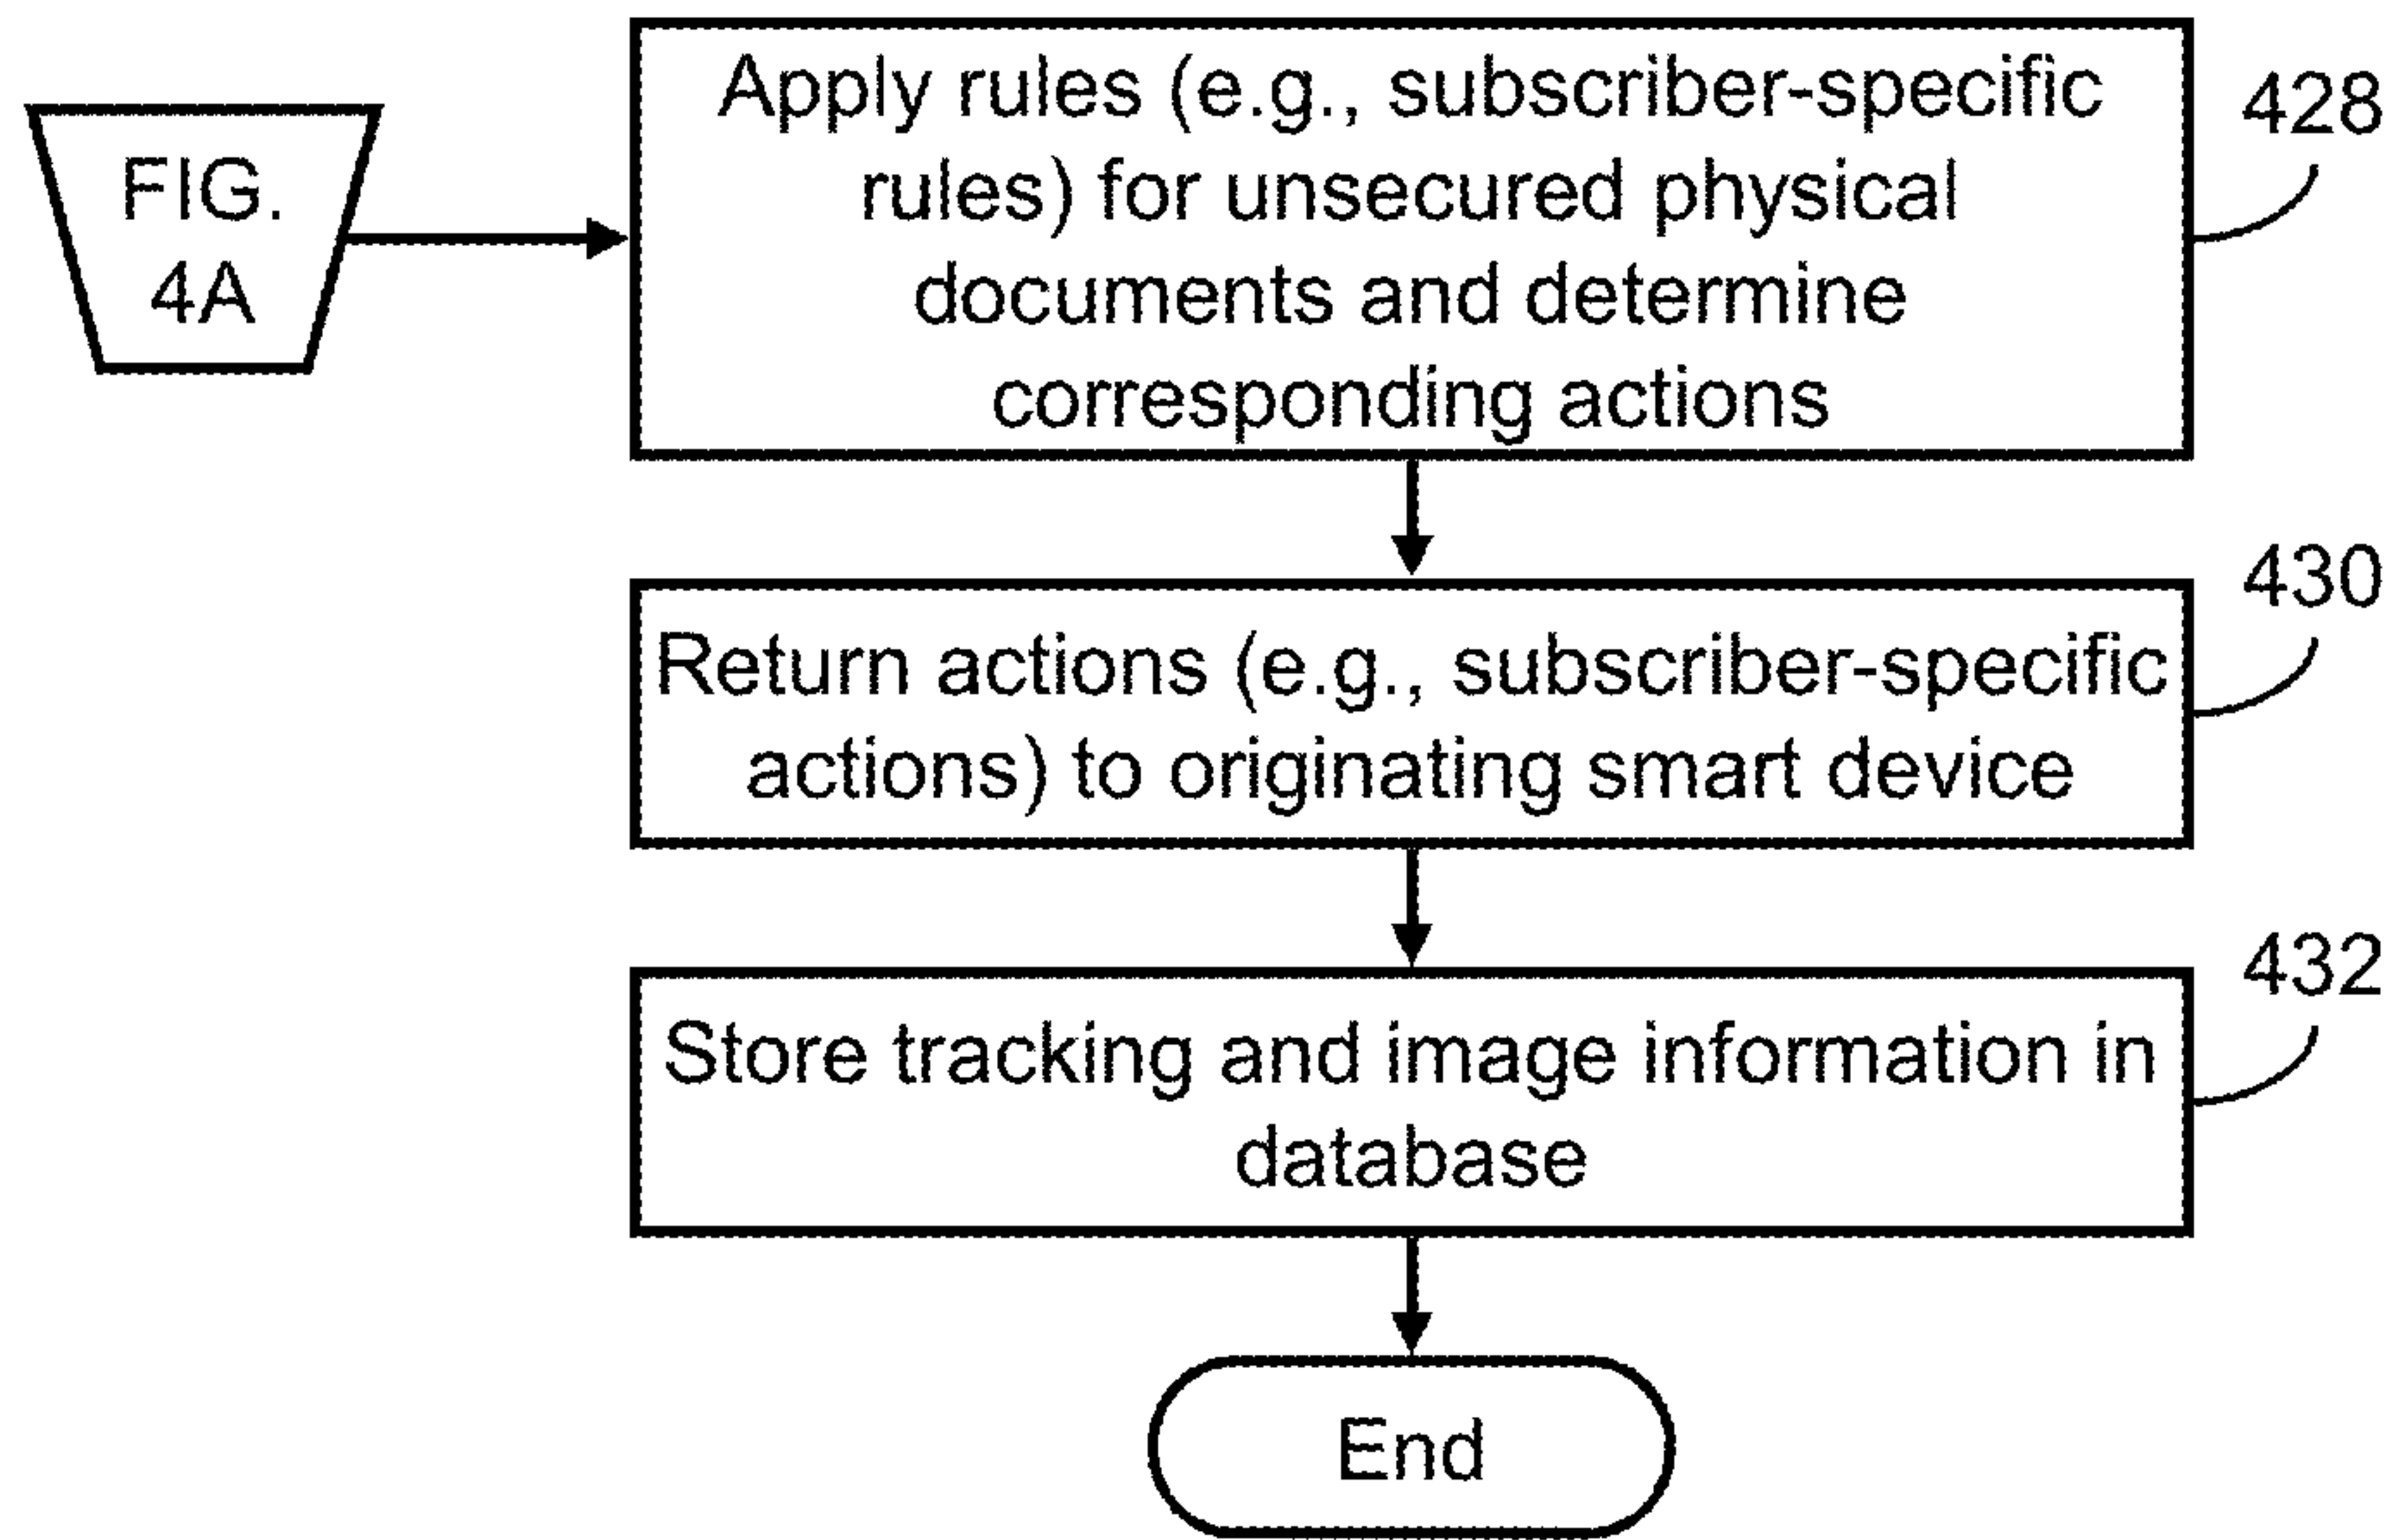 FIG.
4A
Apply rules (e.g., subscriber-specific
rules) for unsecured physical
documents and determine
corresponding actions
428
Return actions (e.g., subscriber-specific
actions) to originating smart device
430
Store tracking and image information in
database
432
End